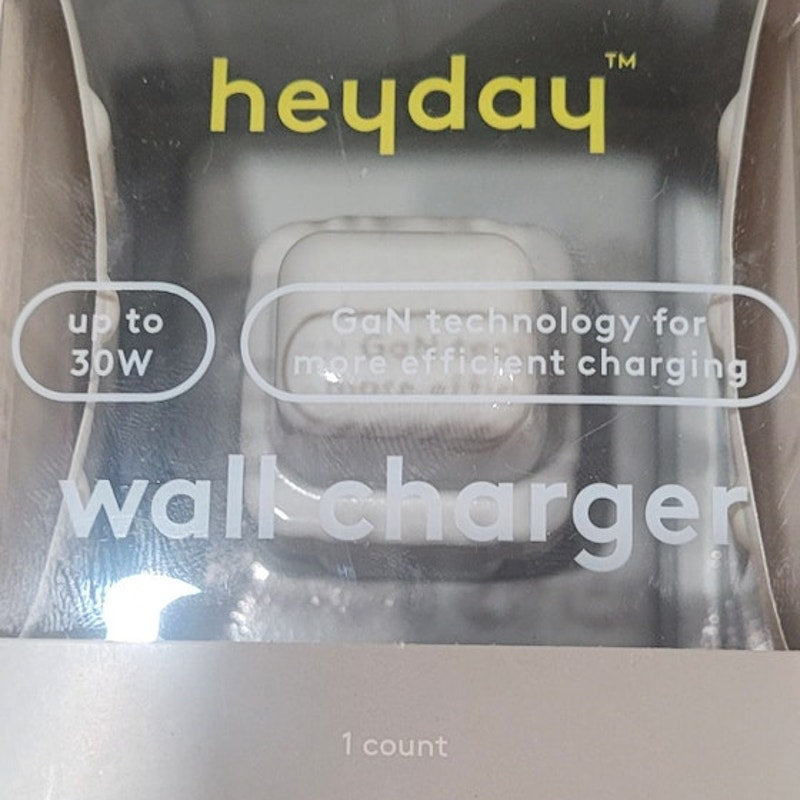 heyday™
up to
30W
GaN technology for
more efficient charging
wall charger
1 count